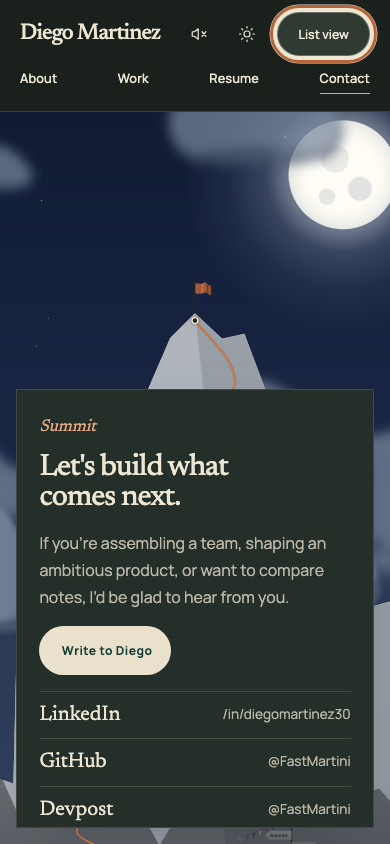 Diego Martinez
List view
About
Work
Resume
Contact
Summit
Let's build what
comes next.
If you're assembling a team, shaping an
ambitious product, or want to compare
notes, I'd be glad to hear from you.
Write to Diego
LinkedIn
/in/diegomartinez30
GitHub
@FastMartini
Devpost
@FastMartini
Summit